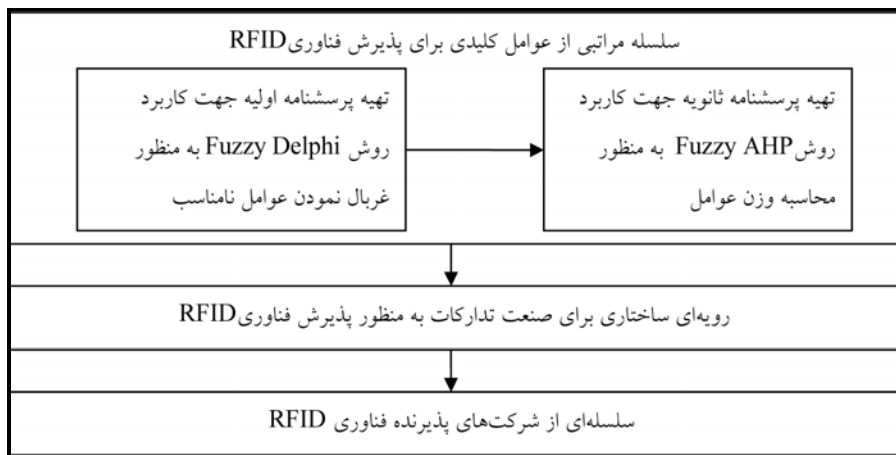 سلسله مراتبی از عوامل کلیدی برای پذیرش فناوریRFID
تهیه پرسشنامه اولیه جهت کاربرد
روش Fuzzy Delphi به منظور
غربال نمودن عوامل نامناسب
تهیه پرسشنامه ثانویه جهت کاربرد
روشFuzzy AHP به منظور
محاسبه وزن عوامل
رویه‌ای ساختاری برای صنعت تدارکات به منظور پذیرش فناوریRFID
سلسله‌ای از شرکت‌های پذیرنده فناوری RFID